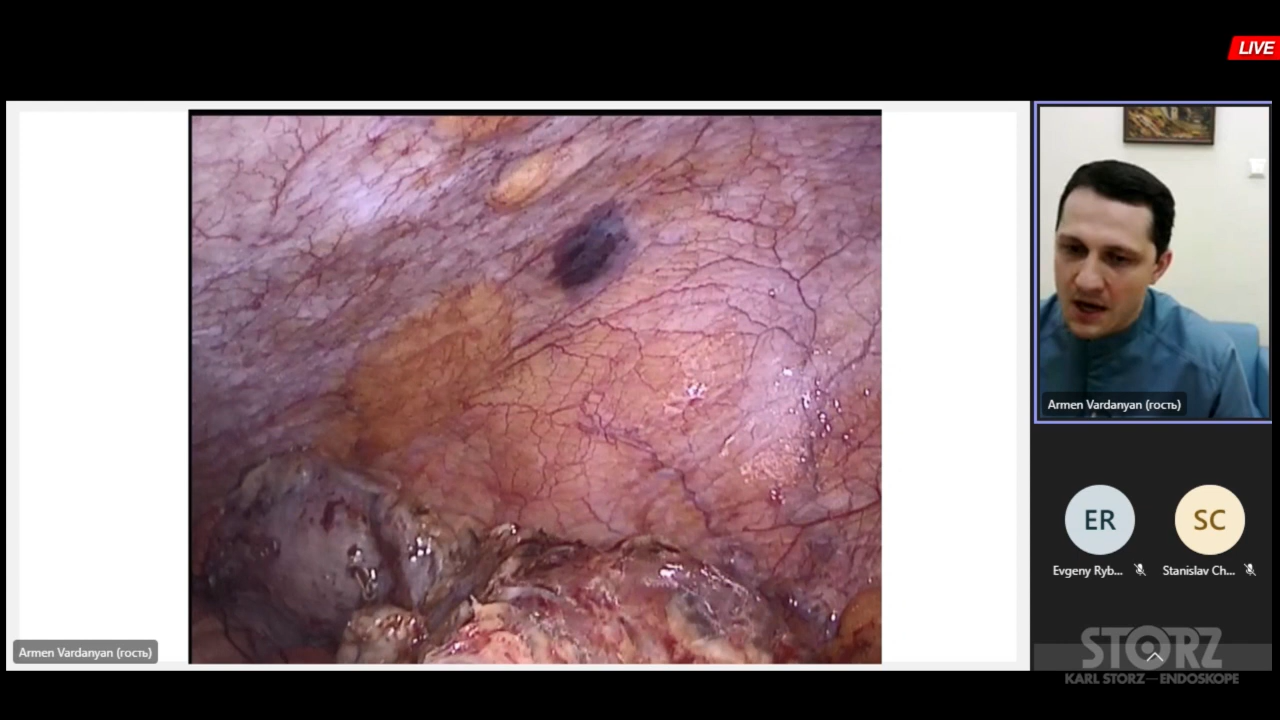 LIVE
Armen Vardanyan (гость)
ER
SC
Evgeny Ryb...
Stanislav Ch...
Armen Vardanyan (гость)
STORZ
KARL STORZ—ENDOSKOPE